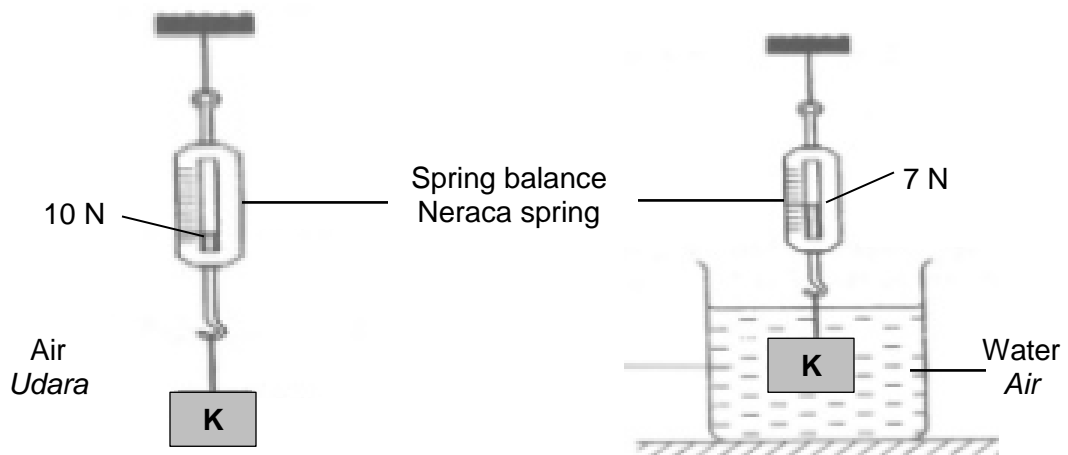 10 N
Air
Udara
K
Spring balance
Neraca spring
7 N
K
Water
Air